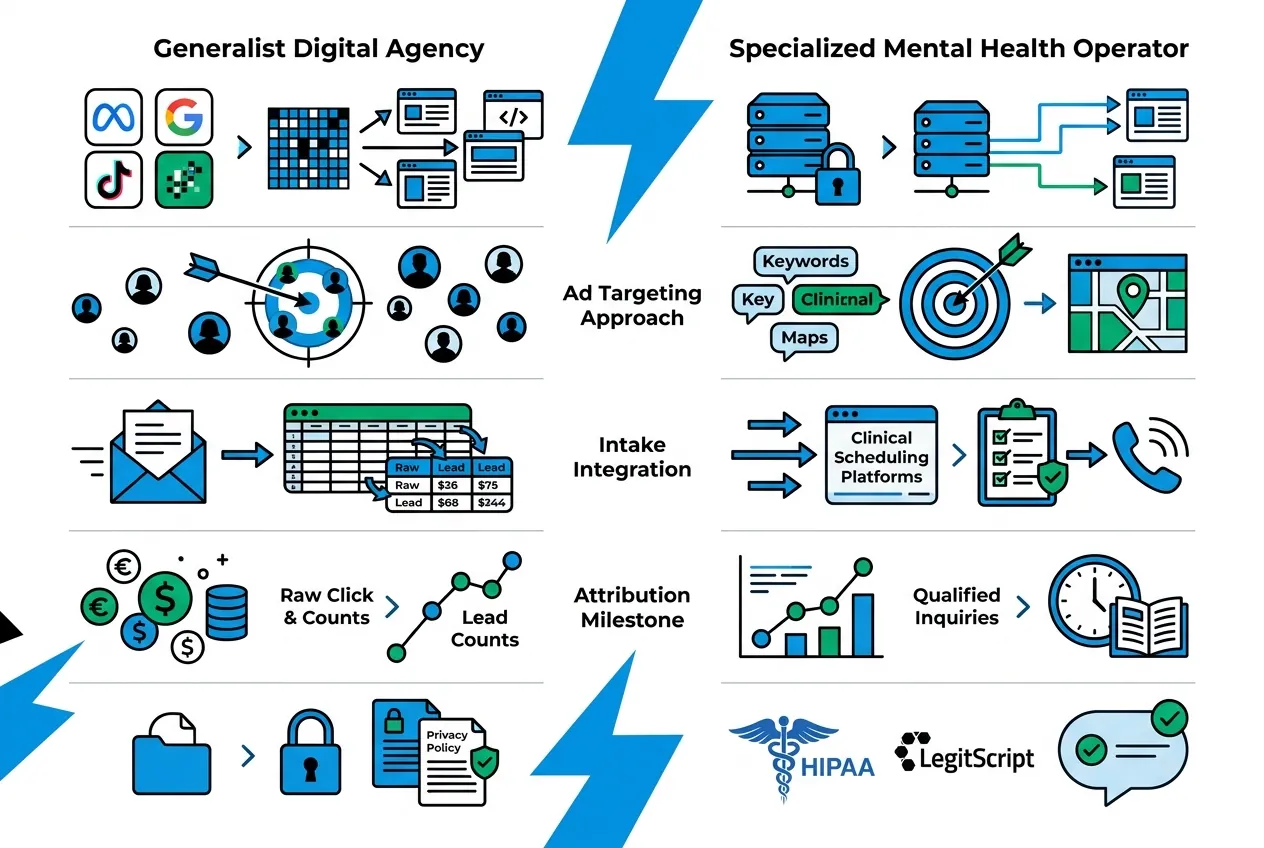 Generalist Digital Agency
Specialized Mental Health Operator
</>
Ad Targeting
Approach
Keywords
Key
Clinicnal
Maps
Intake
Integration
Raw Lead Lead
Raw $36 $75
Lead $68 $244
Clinical
Scheduling
Platforms
Attribution
Milestone
Raw Click
& Counts
Lead
Counts
Qualified
Inquiries
Privacy
Policy
HIPAA
LegitScript